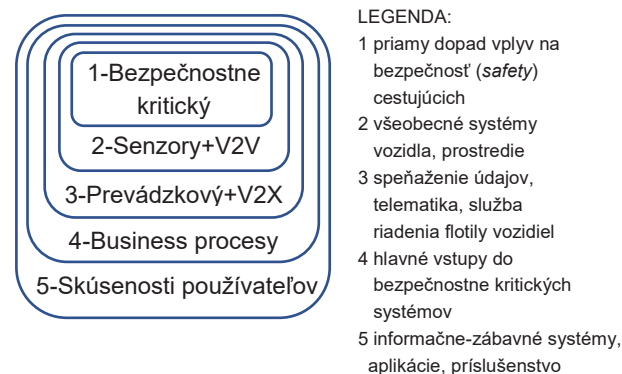 1-Bezpečnostne
kritický
2-Senzory+V2V
3-Prevádzkový+V2X
4-Business procesy
5-Skúsenosti používateľov
LEGENDA:
1 priamy dopad vplyv na
bezpečnosť (safety)
cestujúcich
2 všeobecné systémy
vozidla, prostredie
3 speňaženie údajov,
telematika, služba
riadenia flotily vozidiel
4 hlavné vstupy do
bezpečnostne kritických
systémov
5 informačne-zábavné systémy,
aplikácie, príslušenstvo